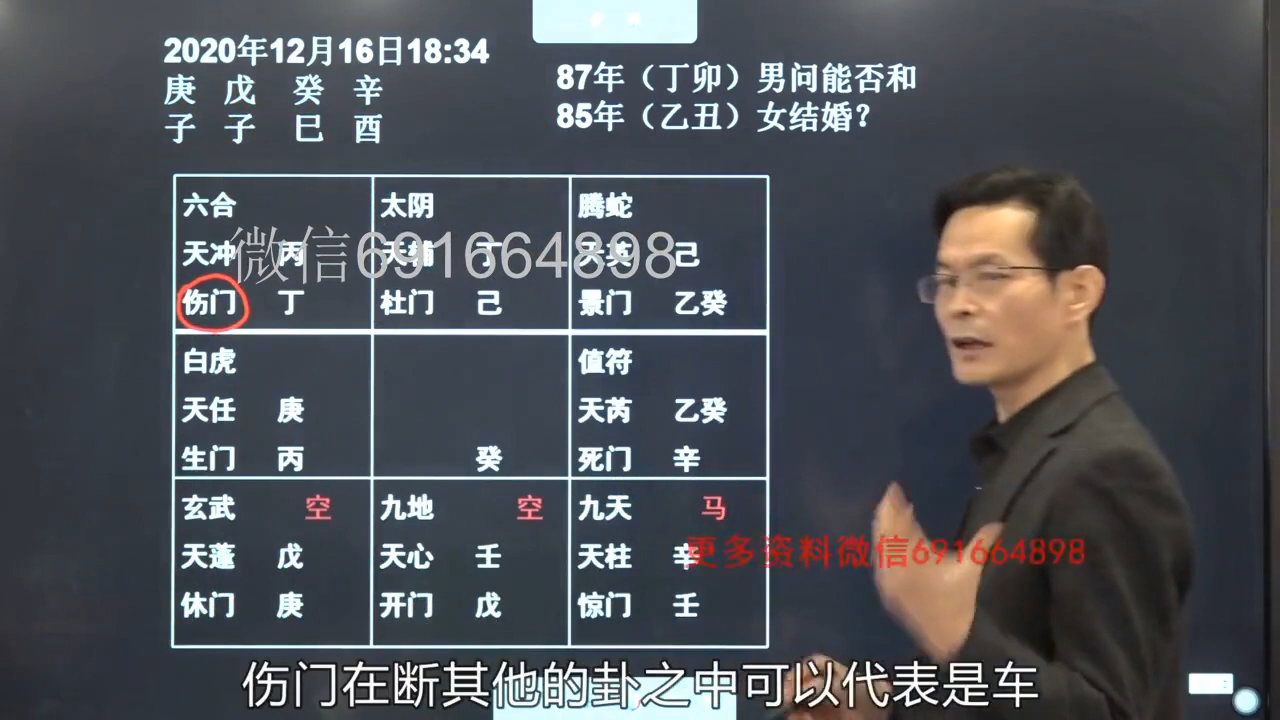 2020年12月16日18:34
庚 戊 癸 辛
子 子 巳 酉
87年（丁卯）男问能否和
85年（乙丑）女结婚？
六合
天冲 丙
伤门 丁
太阴
天辅 丁
杜门 己
腾蛇
天英 己
景门 乙癸
微信691664898
白虎
天任 庚
生门 丙
癸
值符
天芮 乙癸
死门 辛
玄武 空
天蓬 戊
休门 庚
九地 空
天心 壬
开门 戊
九天 马
天柱 辛
惊门 壬
更多资料微信691664898
伤门在断其他的卦之中可以代表是车